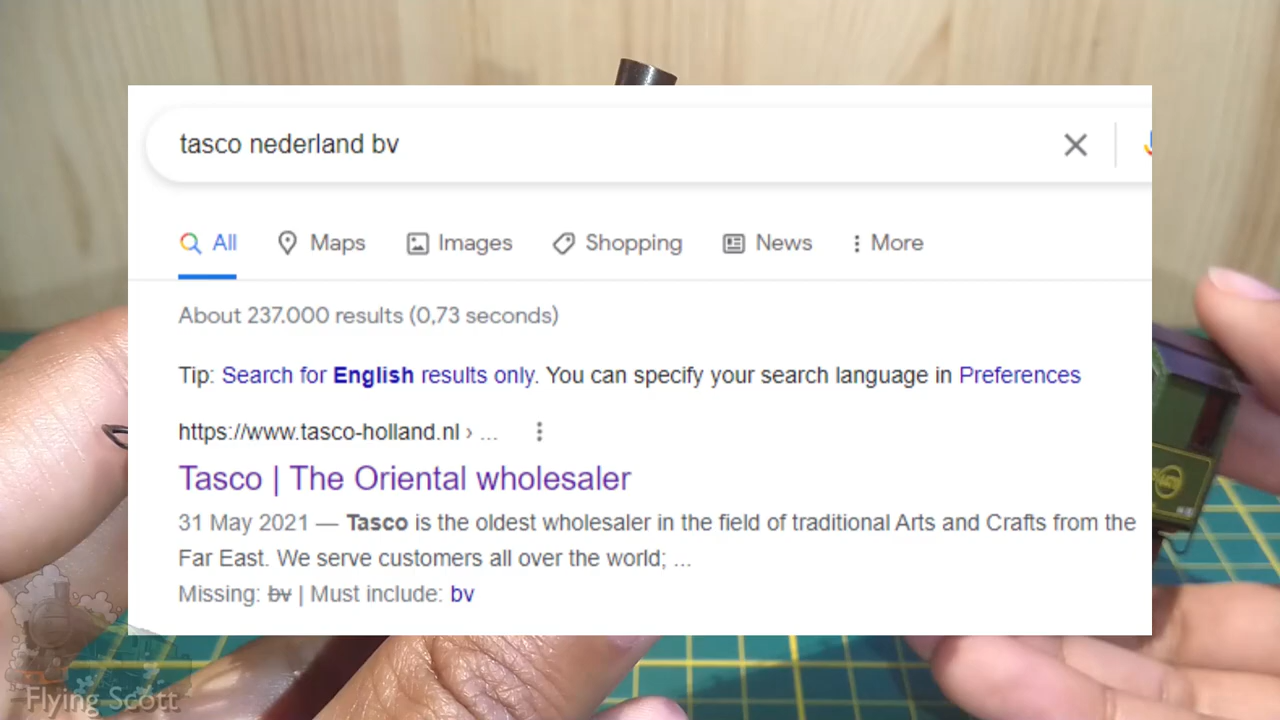 tasco nederland bv
All Maps Images Shopping News More
About 237.000 results (0,73 seconds)
Tip: Search for English results only. You can specify your search language in Preferences
https://www.tasco-holland.nl › ...
Tasco | The Oriental wholesaler
31 May 2021 — Tasco is the oldest wholesaler in the field of traditional Arts and Crafts from the
Far East. We serve customers all over the world; ...
Missing: bv | Must include: bv
Flying Scott